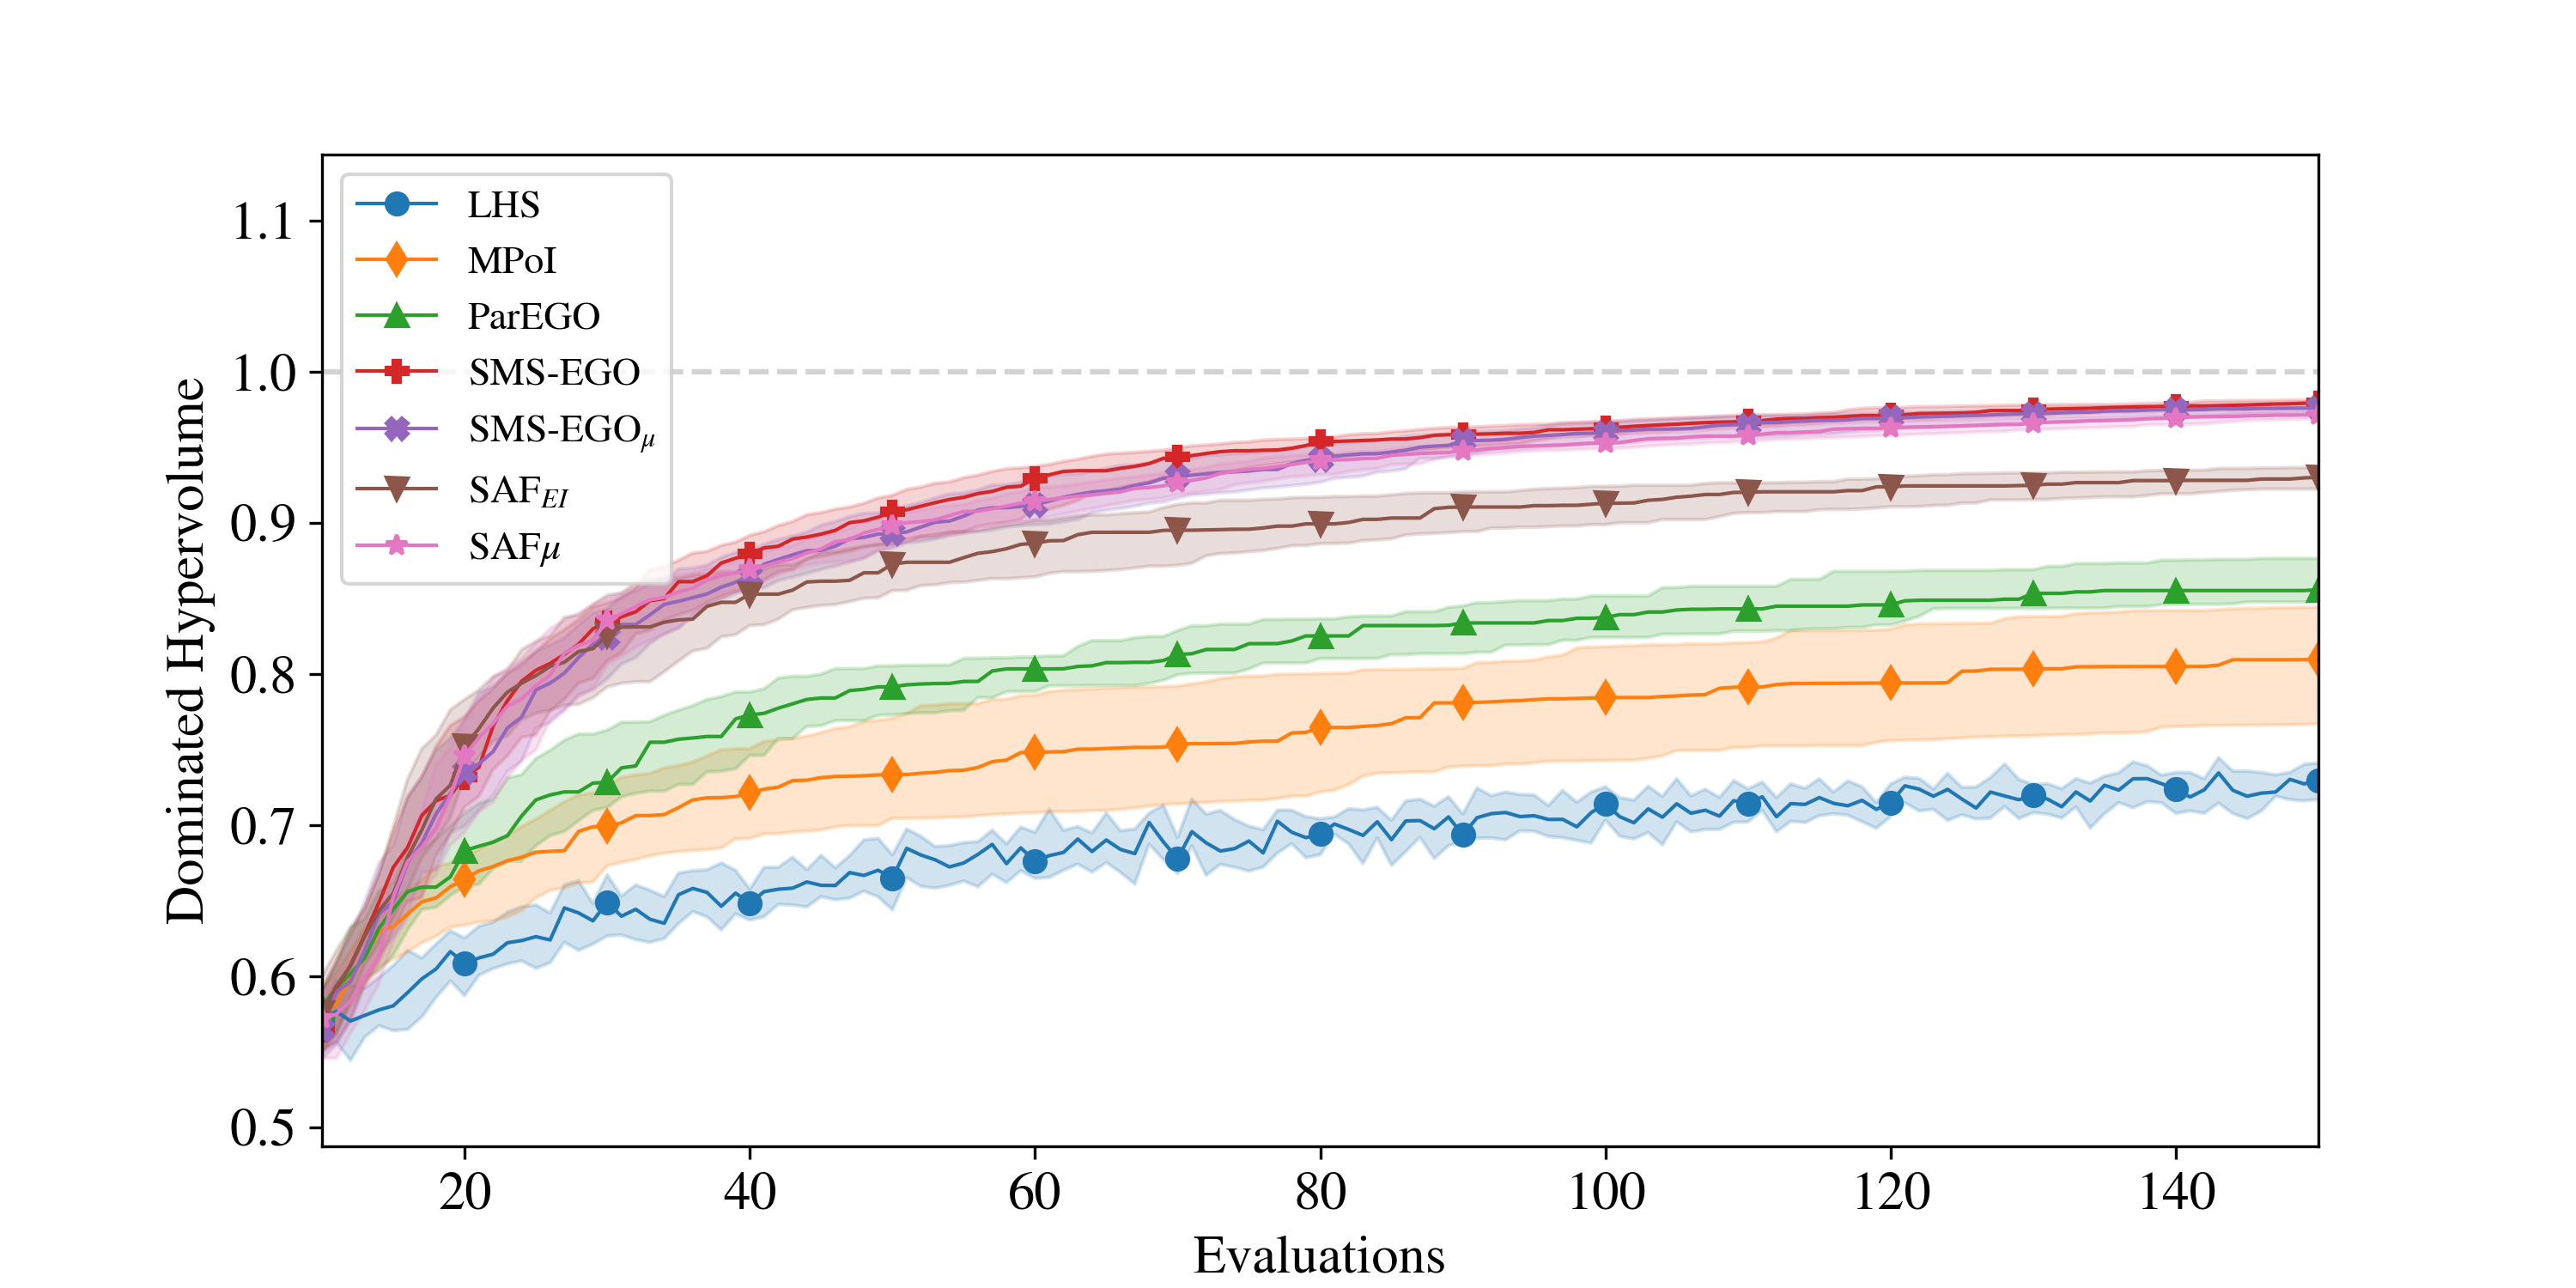 LHS
MPoI
ParEGO
SMS-EGO
SMS-EGOμ
SAFEI
SAFμ
1.1
1.0
0.9
0.8
0.7
0.6
0.5
Dominated Hypervolume
20 40 60 80 100 120 140
Evaluations